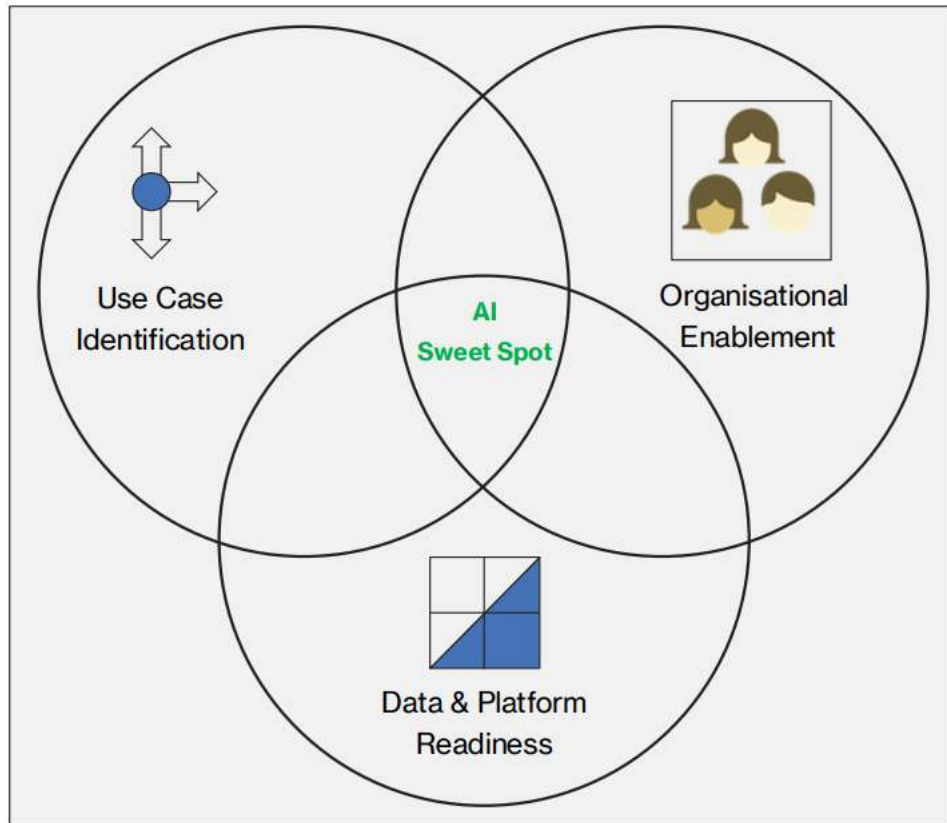 Use Case
Identification
Organisational
Enablement
AI
Sweet Spot
Data & Platform
Readiness